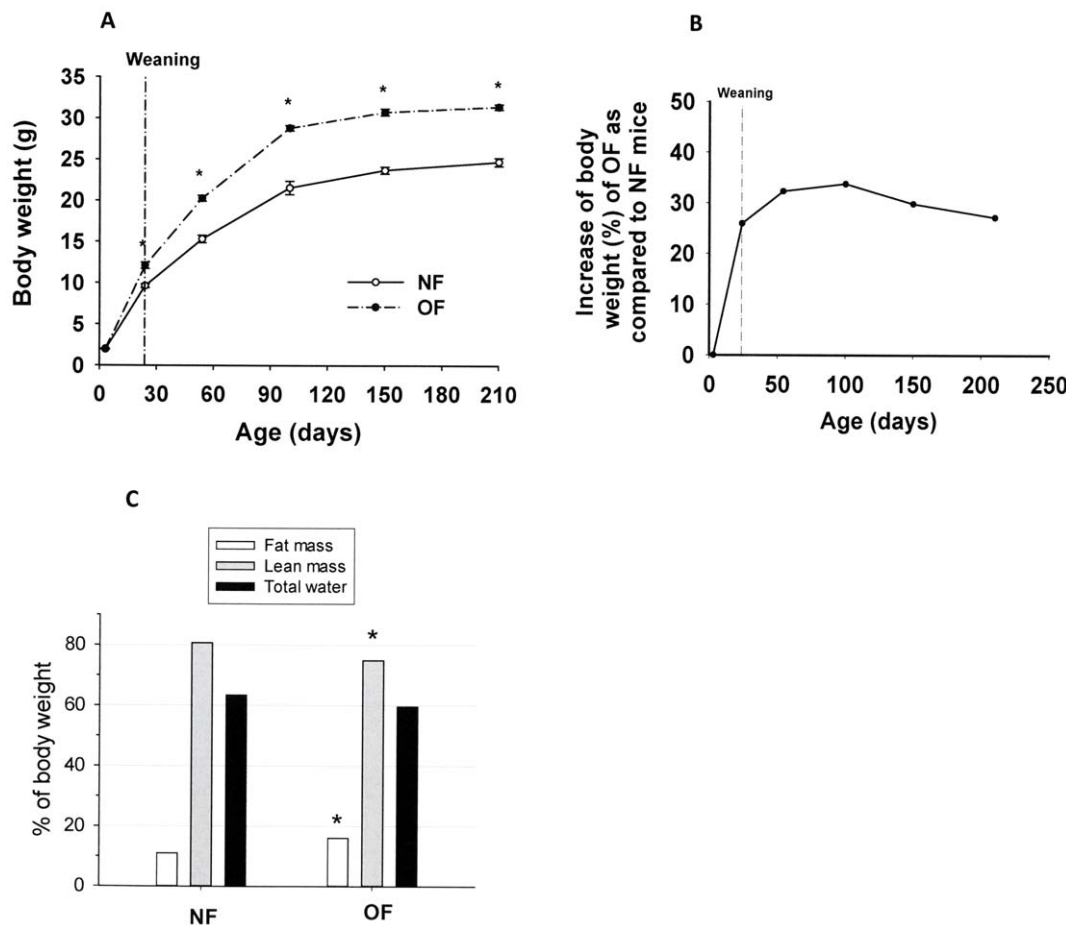 A
Weaning
35
30
25
20
15
10
5
0
Body weight (g)
*
*
*
*
*
NF
OF
0 30 60 90 120 150 180 210
Age (days)
B
Weaning
50
40
30
20
10
0
Increase of body
weight (%) of OF as
compared to NF mice
0 50 100 150 200 250
Age (days)
C
Fat mass
Lean mass
Total water
80
60
40
20
0
% of body weight
*
*
NF OF